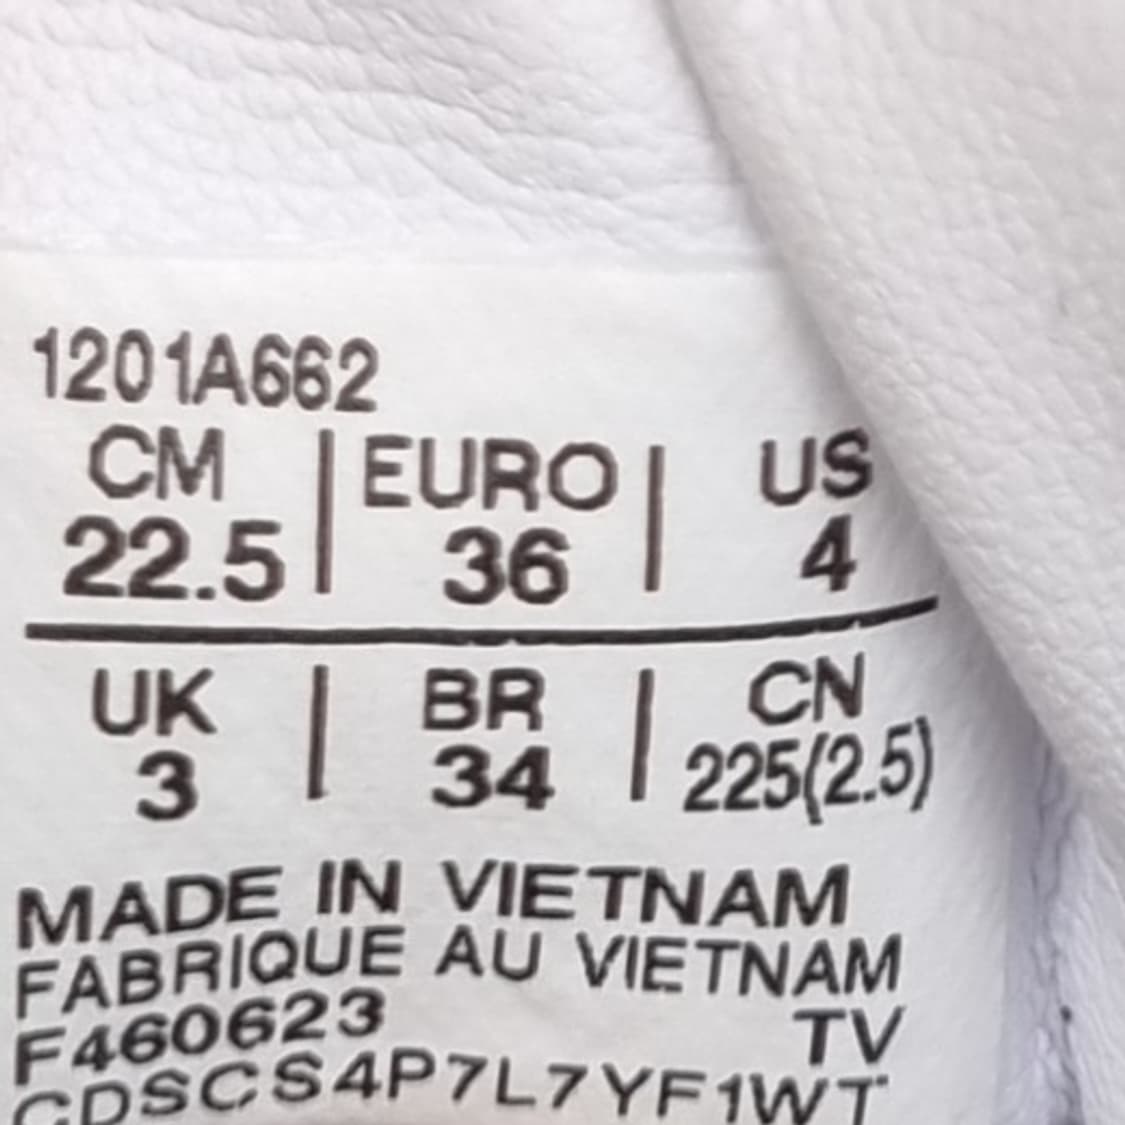 1201A662
CM | EURO | US
22.5 | 36 | 4
UK | BR | CN
3 | 34 | 225(2.5)
MADE IN VIETNAM
FABRIQUE AU VIETNAM
F460623 TV
CDSCS4P7L7YF1WT